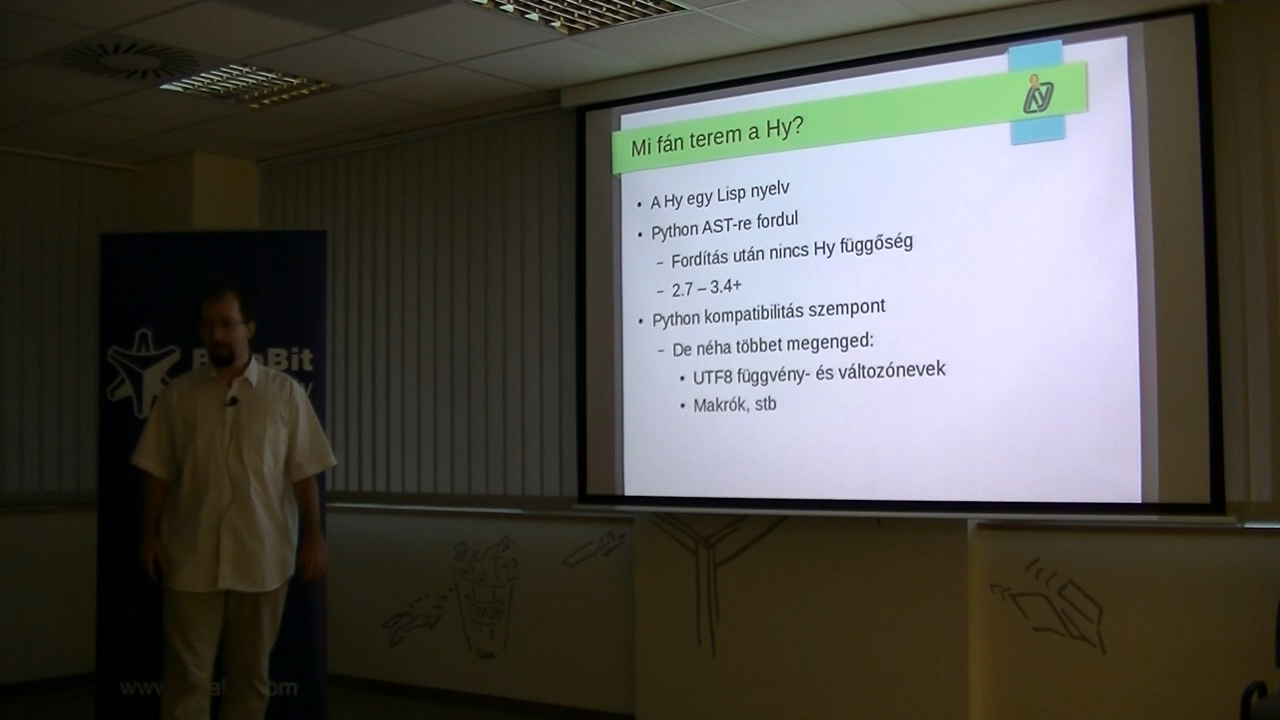 Mi fán terem a Hy?
• A Hy egy Lisp nyelv
• Python AST-re fordul
– Fordítás után nincs Hy függőség
– 2.7 – 3.4+
• Python kompatibilitás szempont
– De néha többet megenged:
• UTF8 függvény- és változónevek
• Makrók, stb